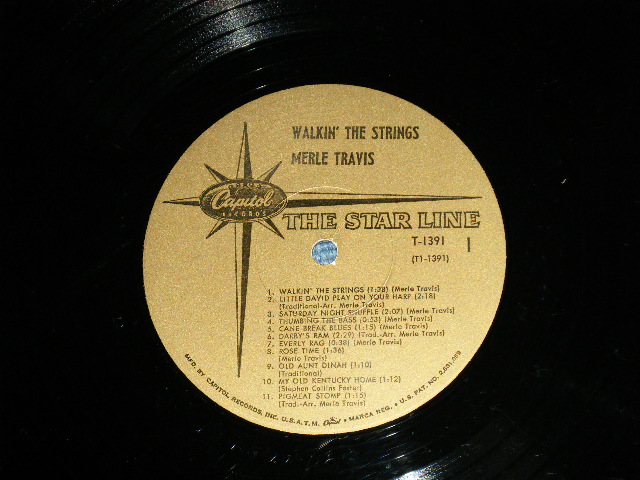 WALKIN' THE STRINGS
MERLE TRAVIS
Capitol
RECORDS
THE STAR LINE
T-1391
(T1-1391)
1
1. WALKIN' THE STRINGS (1:38) (Merle Travis)
2. LITTLE DAVID PLAY ON YOUR HARP (2:18)
(Traditional-Arr. Merle Travis)
3. SATURDAY NIGHT SHUFFLE (2:07) (Merle Travis)
4. THUMBING THE BASS (0:53) (Merle Travis)
5. CANE BREAK BLUES (1:15) (Merle Travis)
6. DARBY'S RAM (2:29) (Trad.-Arr. Merle Travis)
7. EVERLY RAG (0:38) (Merle Travis)
8. ROSE TIME (1:36)
(Merle Travis)
9. OLD AUNT DINAH (1:10)
(Traditional)
10. MY OLD KENTUCKY HOME (1:12)
(Stephen Collins Foster)
11. PIGMEAT STOMP (1:15)
(Trad.-Arr. Merle Travis)
MFD. BY CAPITOL RECORDS, INC. U.S.A. T.M. Capitol • MARCA REG. • U.S. PAT. NO. 2,631,859